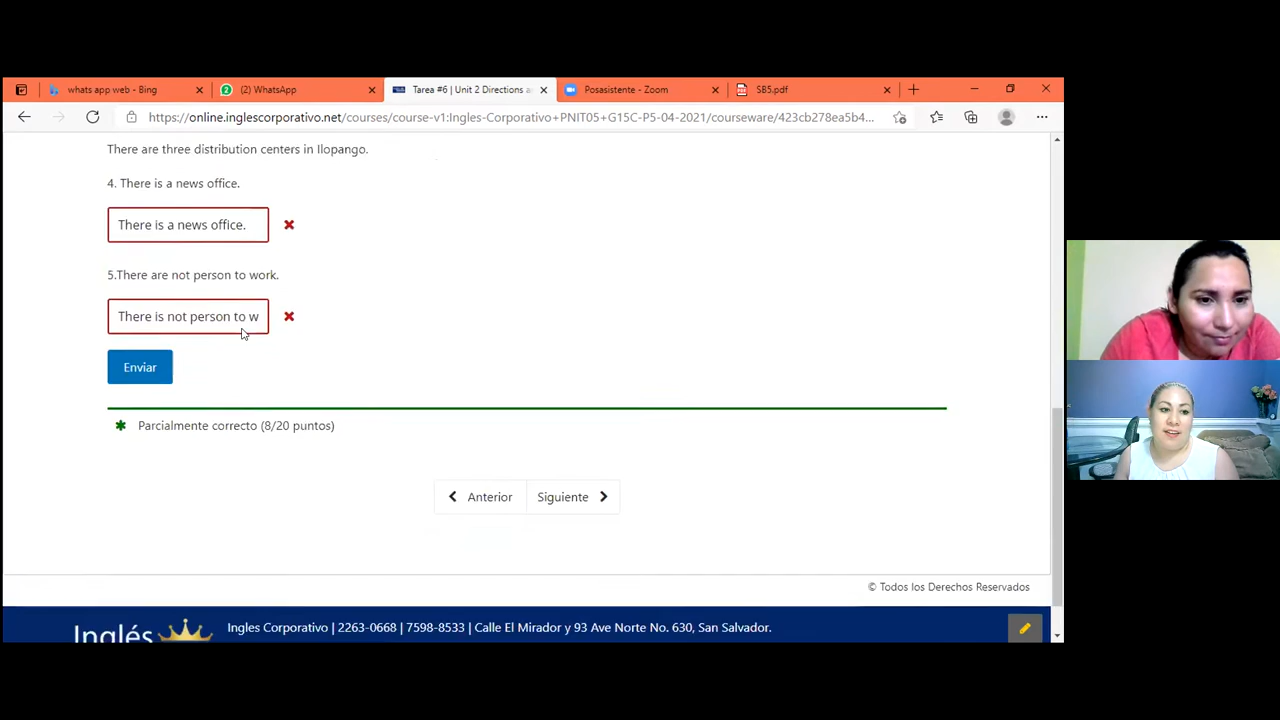 whats app web - Bing
(2) WhatsApp
Tarea #6 | Unit 2 Directions a
Posasistente - Zoom
SB5.pdf
https://online.inglescorporativo.net/courses/course-v1:Ingles-Corporativo+PNIT05+G15C-P5-04-2021/courseware/423cb278ea5b4...
There are three distribution centers in Ilopango.
4. There is a news office.
There is a news office.
5.There are not person to work.
There is not person to w
Enviar
Parcialmente correcto (8/20 puntos)
Anterior
Siguiente
© Todos los Derechos Reservados
Inglés
Ingles Corporativo | 2263-0668 | 7598-8533 | Calle El Mirador y 93 Ave Norte No. 630, San Salvador.